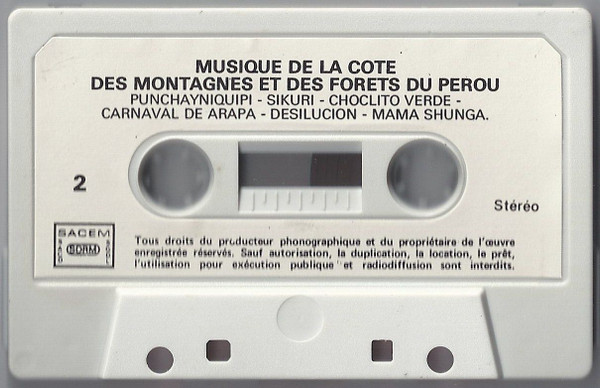 MUSIQUE DE LA COTE
DES MONTAGNES ET DES FORETS DU PEROU
PUNCHAYNIQUIPI - SIKURI - CHOCLITO VERDE -
CARNAVAL DE ARAPA - DESILUCION - MAMA SHUNGA.
2
Stéréo
SACEM
SDRM
Tous droits du producteur phonographique et du propriétaire de l'œuvre
enregistrée réservés. Sauf autorisation, la duplication, la location, le prêt,
l'utilisation pour exécution publique et radiodiffusion sont interdits.